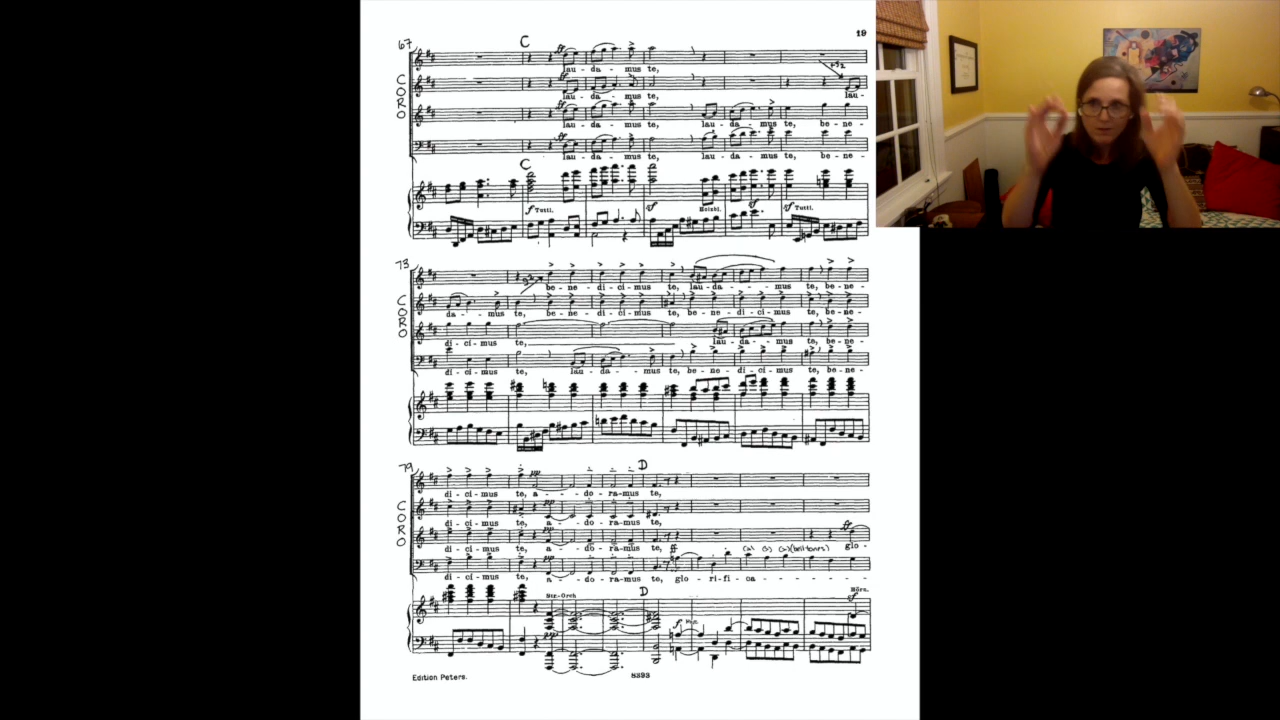 19
67
C
lau - da - mus te,
+S2
C
O
R
O
lau - da - mus te, lau-
lau - da - mus te, lau - da - mus te, be - ne-
lau - da - mus te, lau - da - mus te, be - ne-
C
f Tutti. sf Holzbl. sf sf Tutti.
73
be - ne - di - ci - mus te, lau - da - mus te, be - ne-
C
O
R
O
da - mus te, be - ne - di - ci - mus te, be - ne - di - ci - mus te, be - ne-
di - ci - mus te, lau - da - mus te, be - ne-
di - ci - mus te, lau - da - mus te, be - ne - di - ci - mus te, be - ne-
79
D
di - ci - mus te, a - do - ra - mus te,
C
O
R
O
di - ci - mus te, a - do - ra - mus te,
di - ci - mus te, a - do - ra - mus te, ff glo-
di - ci - mus te, a - do - ra - mus te, glo - ri - fi - ca
Str.-Orch D
Hörn.
Edition Peters. 8393